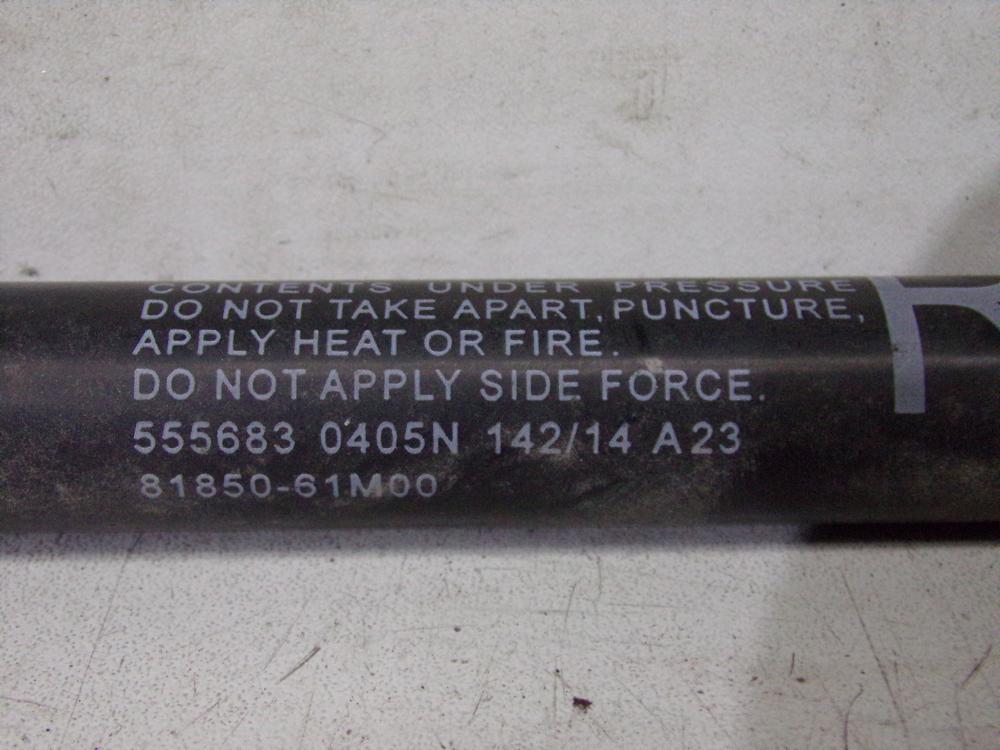 CONTENTS UNDER PRESSURE
DO NOT TAKE APART, PUNCTURE,
APPLY HEAT OR FIRE.
DO NOT APPLY SIDE FORCE.
555683 0405N 142/14 A23
81850-61M00